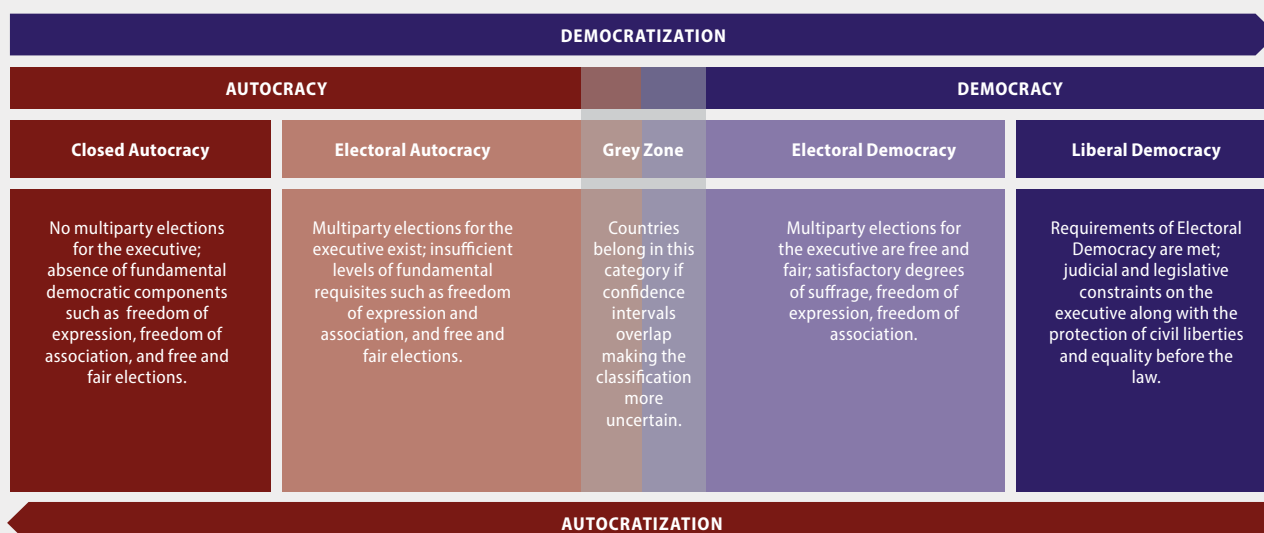 DEMOCRATIZATION
AUTOCRACY
DEMOCRACY
Closed Autocracy
Electoral Autocracy
Grey Zone
Electoral Democracy
Liberal Democracy
No multiparty elections
for the executive;
absence of fundamental
democratic components
such as freedom of
expression, freedom of
association, and free and
fair elections.
Multiparty elections for the
executive exist; insufficient
levels of fundamental
requisites such as freedom
of expression and
association, and free and
fair elections.
Countries
belong in this
category if
confidence
intervals
overlap
making the
classification
more
uncertain.
Multiparty elections for
the executive are free and
fair; satisfactory degrees
of suffrage, freedom of
expression, freedom of
association.
Requirements of Electoral
Democracy are met;
judicial and legislative
constraints on the
executive along with the
protection of civil liberties
and equality before the
law.
AUTOCRATIZATION